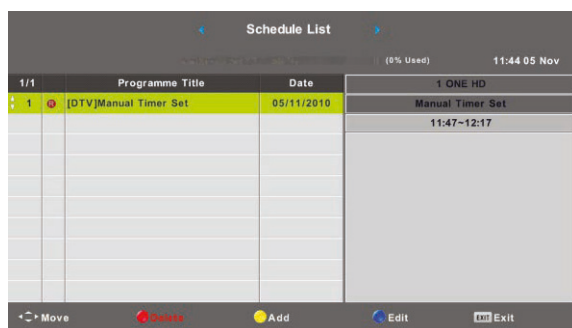 Schedule List
(0% Used) 11:44 05 Nov
1/1 Programme Title Date 1 ONE HD
1 R [DTV]Manual Timer Set 05/11/2010 Manual Timer Set
11:47~12:17
Move Delete Add Edit EXIT Exit